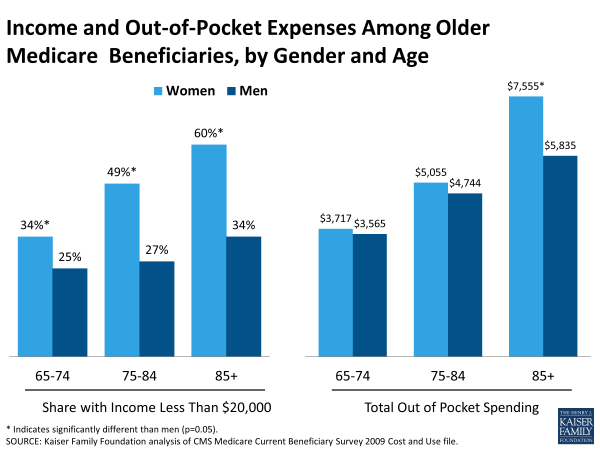 Income and Out-of-Pocket Expenses Among Older
Medicare Beneficiaries, by Gender and Age
Women Men
34%*
25%
49%*
27%
60%*
34%
65-74 75-84 85+
Share with Income Less Than $20,000
$3,717
$3,565
$5,055
$4,744
$7,555*
$5,835
65-74 75-84 85+
Total Out of Pocket Spending
* Indicates significantly different than men (p=0.05).
SOURCE: Kaiser Family Foundation analysis of CMS Medicare Current Beneficiary Survey 2009 Cost and Use file.
THE HENRY J.
KAISER
FAMILY
FOUNDATION